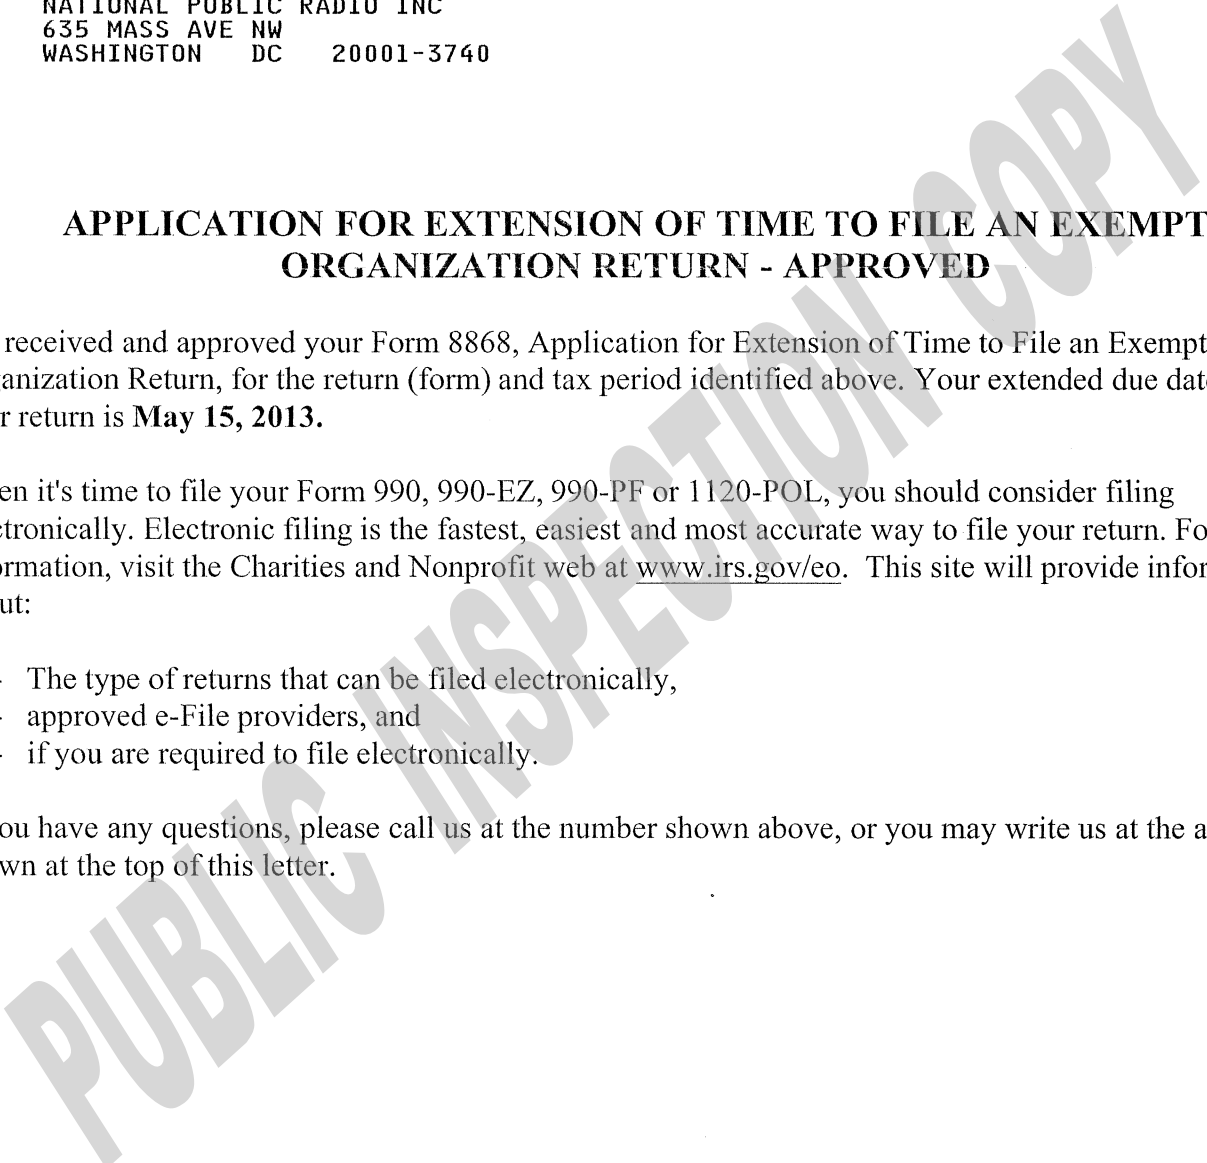 NATIONAL PUBLIC RADIO INC
635 MASS AVE NW
WASHINGTON DC 20001-3740
APPLICATION FOR EXTENSION OF TIME TO FILE AN EXEMPT
ORGANIZATION RETURN - APPROVED
received and approved your Form 8868, Application for Extension of Time to File an Exempt
anization Return, for the return (form) and tax period identified above. Your extended due dat
r return is May 15, 2013.
en it's time to file your Form 990, 990-EZ, 990-PF or 1120-POL, you should consider filing
ctronically. Electronic filing is the fastest, easiest and most accurate way to file your return. Fo
ormation, visit the Charities and Nonprofit web at www.irs.gov/eo. This site will provide infor
ut:
- The type of returns that can be filed electronically,
- approved e-File providers, and
- if you are required to file electronically.
ou have any questions, please call us at the number shown above, or you may write us at the a
wn at the top of this letter.
PUBLIC INSPECTION COPY